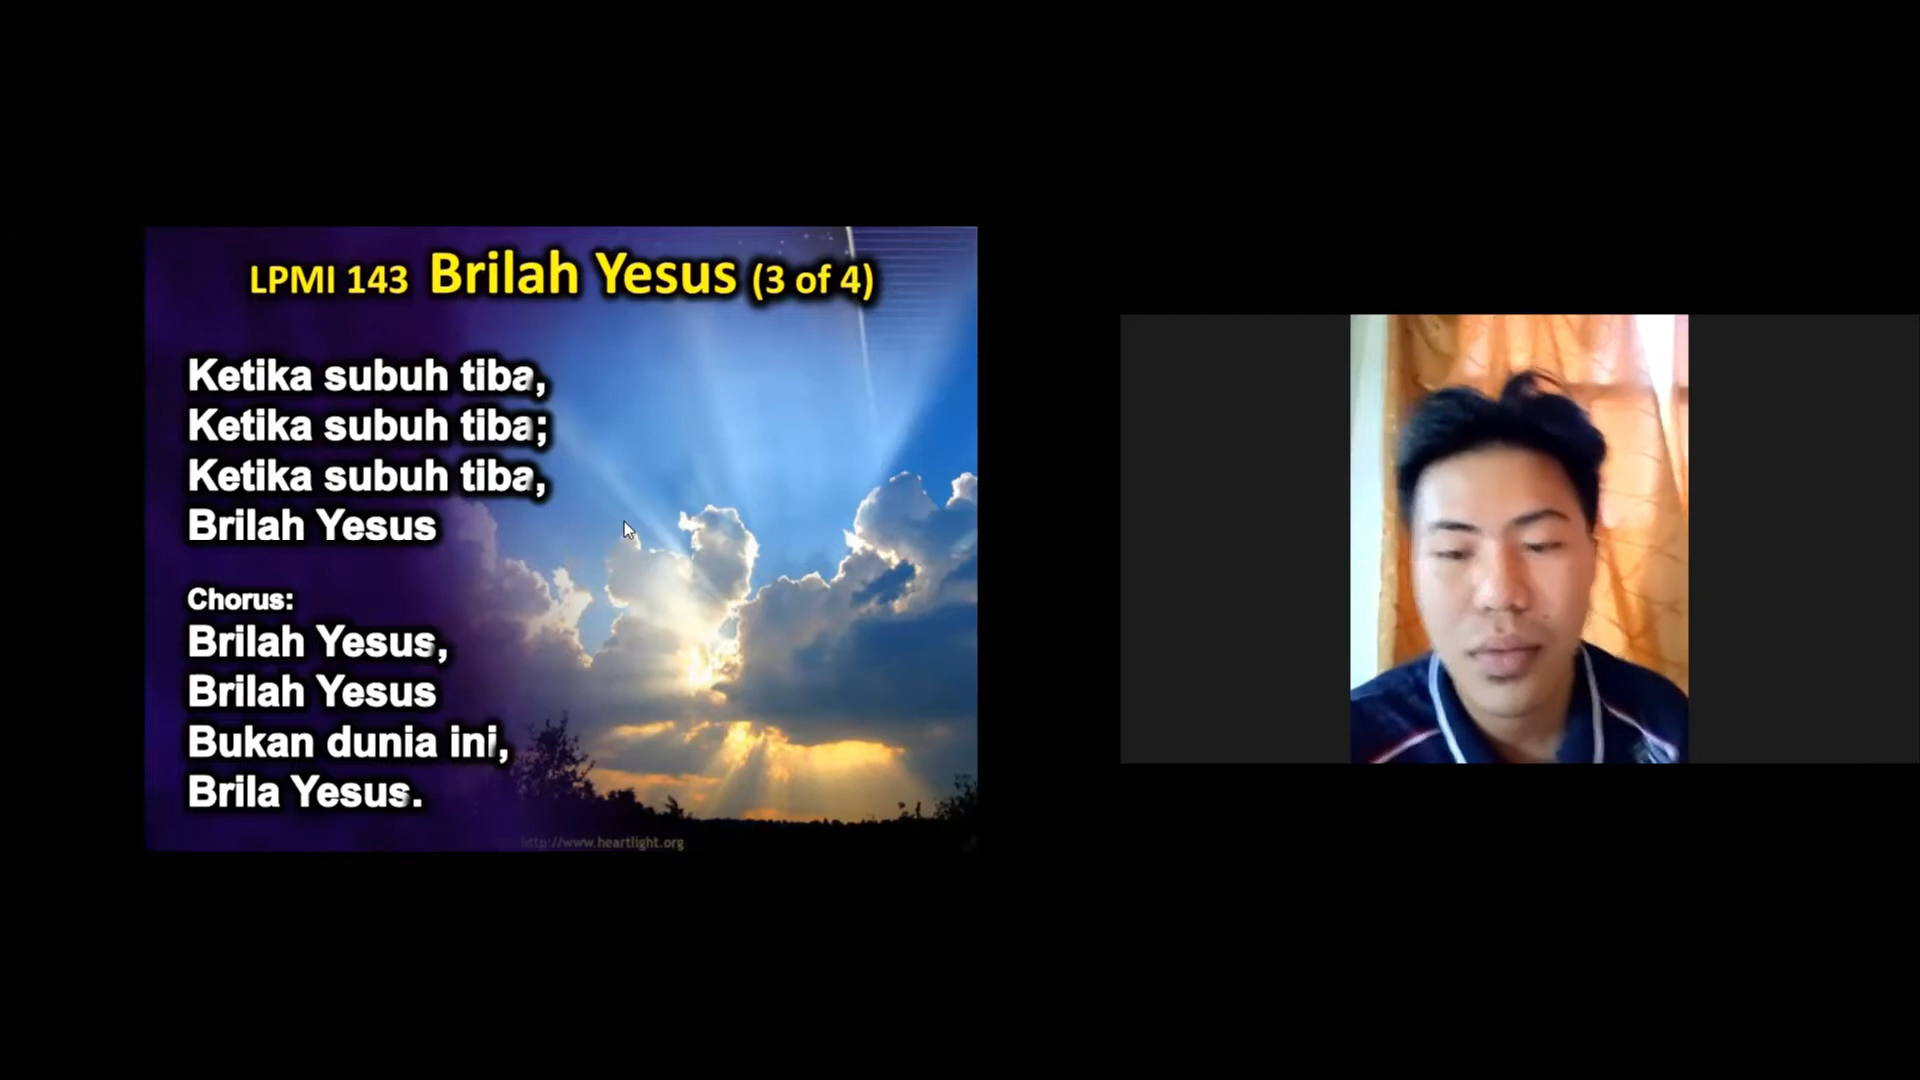 LPMI 143 Brilah Yesus (3 of 4)
Ketika subuh tiba,
Ketika subuh tiba;
Ketika subuh tiba,
Brilah Yesus
Chorus:
Brilah Yesus,
Brilah Yesus
Bukan dunia ini,
Brila Yesus.
http://www.heartlight.org